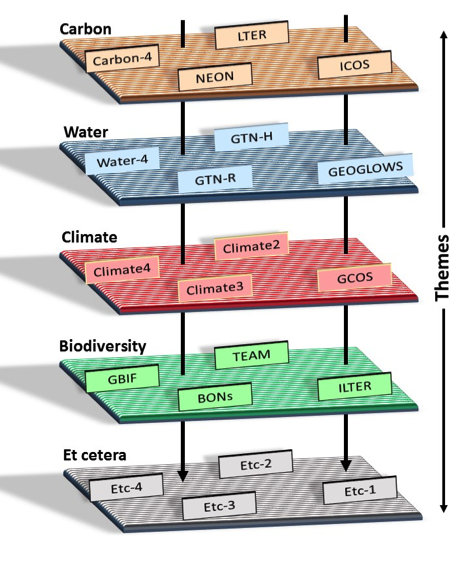 Carbon
LTER
Carbon-4
NEON
ICOS
Water
GTN-H
Water-4
GTN-R
GEOGLOWS
Climate
Climate2
Climate4
Climate3
GCOS
Themes
Biodiversity
TEAM
GBIF
BONs
ILTER
Et cetera
Etc-2
Etc-4
Etc-3
Etc-1